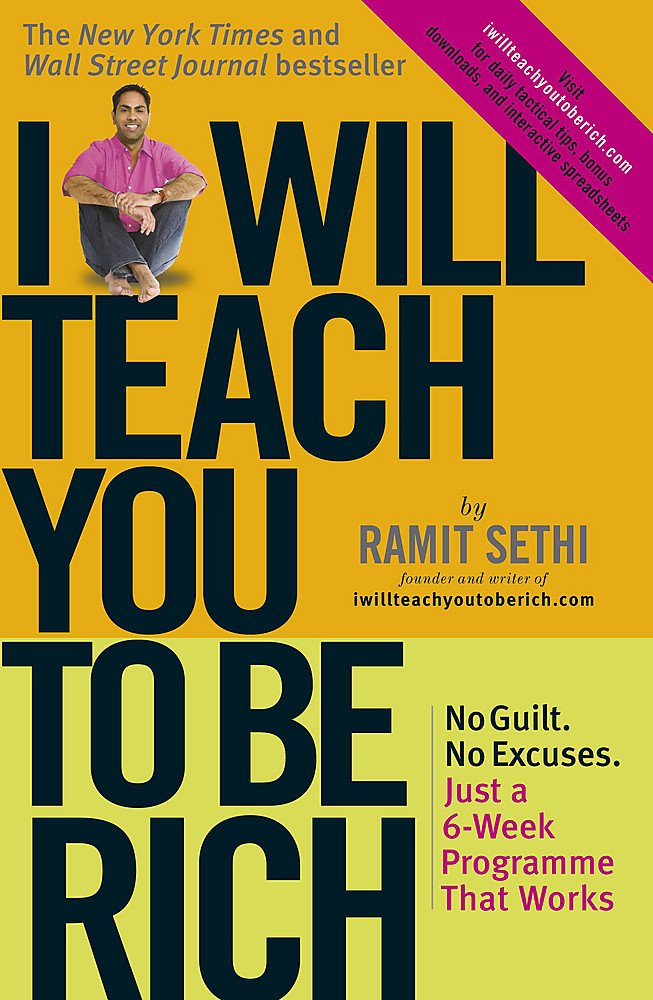 The New York Times and
Wall Street Journal bestseller
Visit
iwillteachyoutoberich.com
for daily tactical tips, bonus
downloads, and interactive spreadsheets
I WILL
TEACH
YOU
by
RAMIT SETHI
founder and writer of
iwillteachyoutoberich.com
TO BE
RICH
No Guilt.
No Excuses.
Just a
6-Week
Programme
That Works